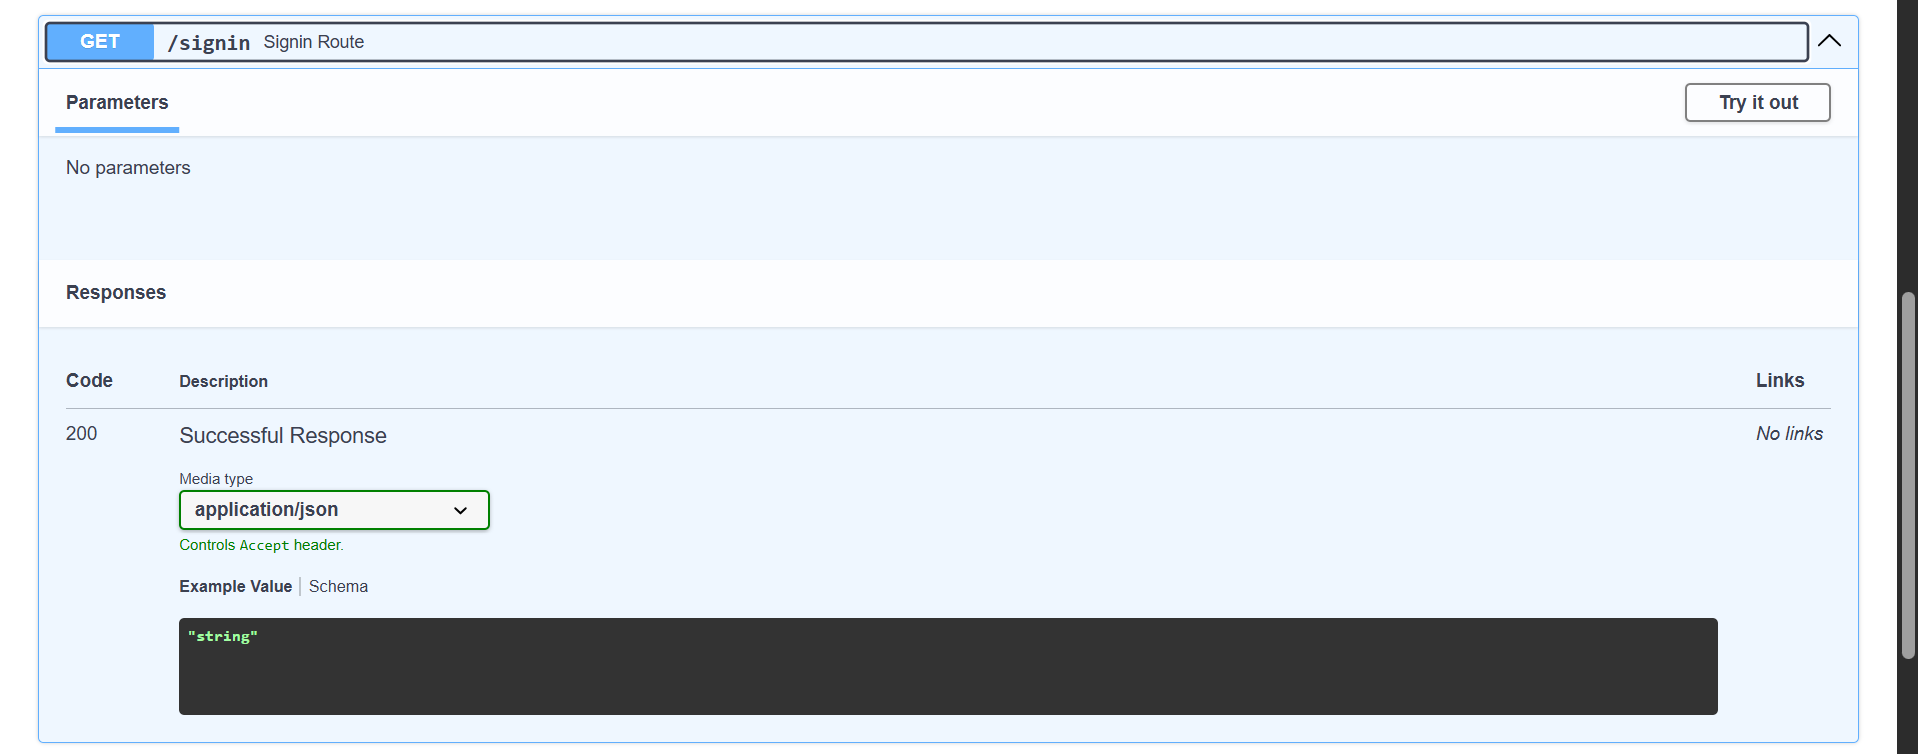 GET /signin Signin Route
Parameters
Try it out
No parameters
Responses
Code Description Links
200 Successful Response No links
Media type
application/json
Controls Accept header.
Example Value | Schema
"string"